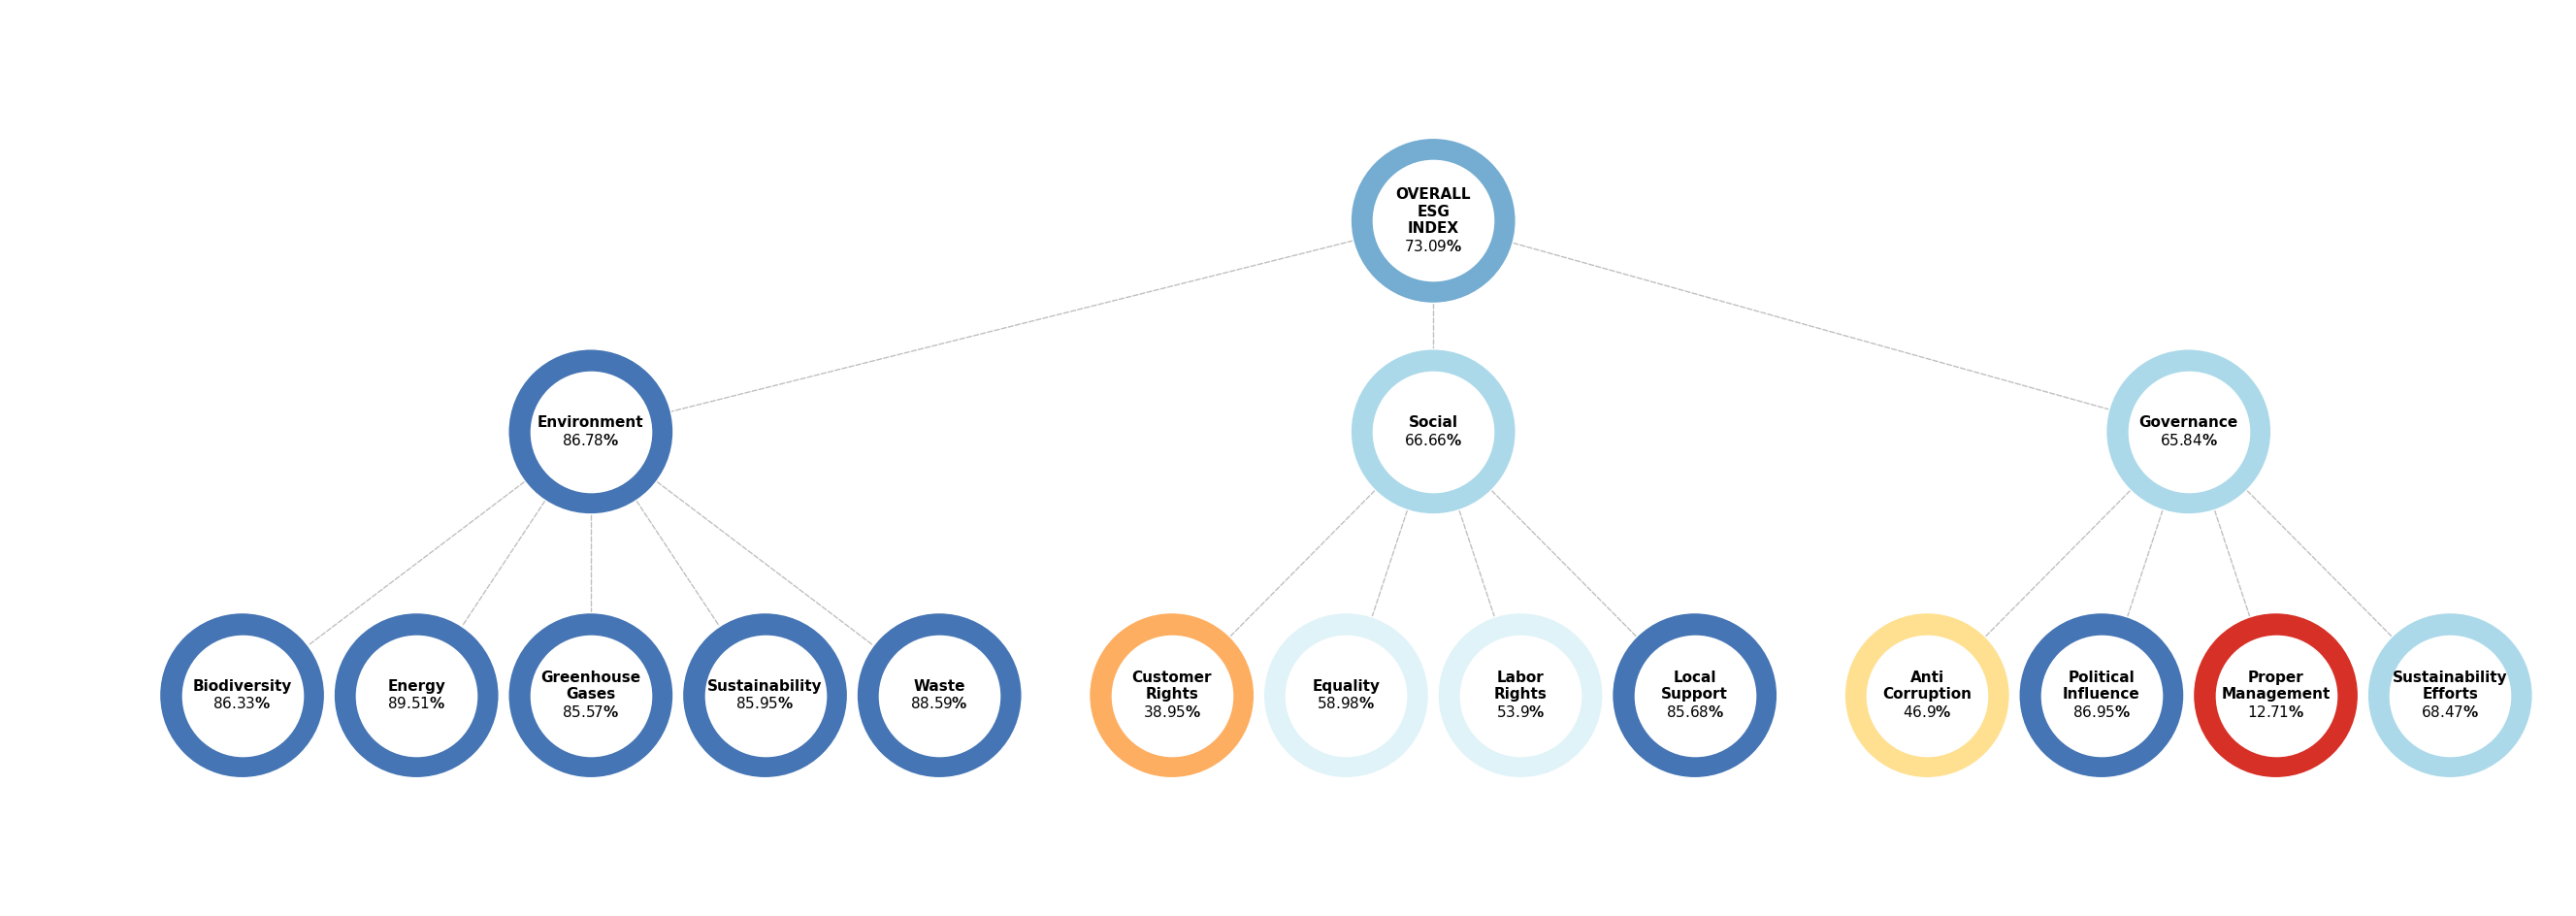 OVERALL
ESG
INDEX
73.09%
Environment
86.78%
Social
66.66%
Governance
65.84%
Biodiversity
86.33%
Energy
89.51%
Greenhouse
Gases
85.57%
Sustainability
85.95%
Waste
88.59%
Customer
Rights
38.95%
Equality
58.98%
Labor
Rights
53.9%
Local
Support
85.68%
Anti
Corruption
46.9%
Political
Influence
86.95%
Proper
Management
12.71%
Sustainability
Efforts
68.47%